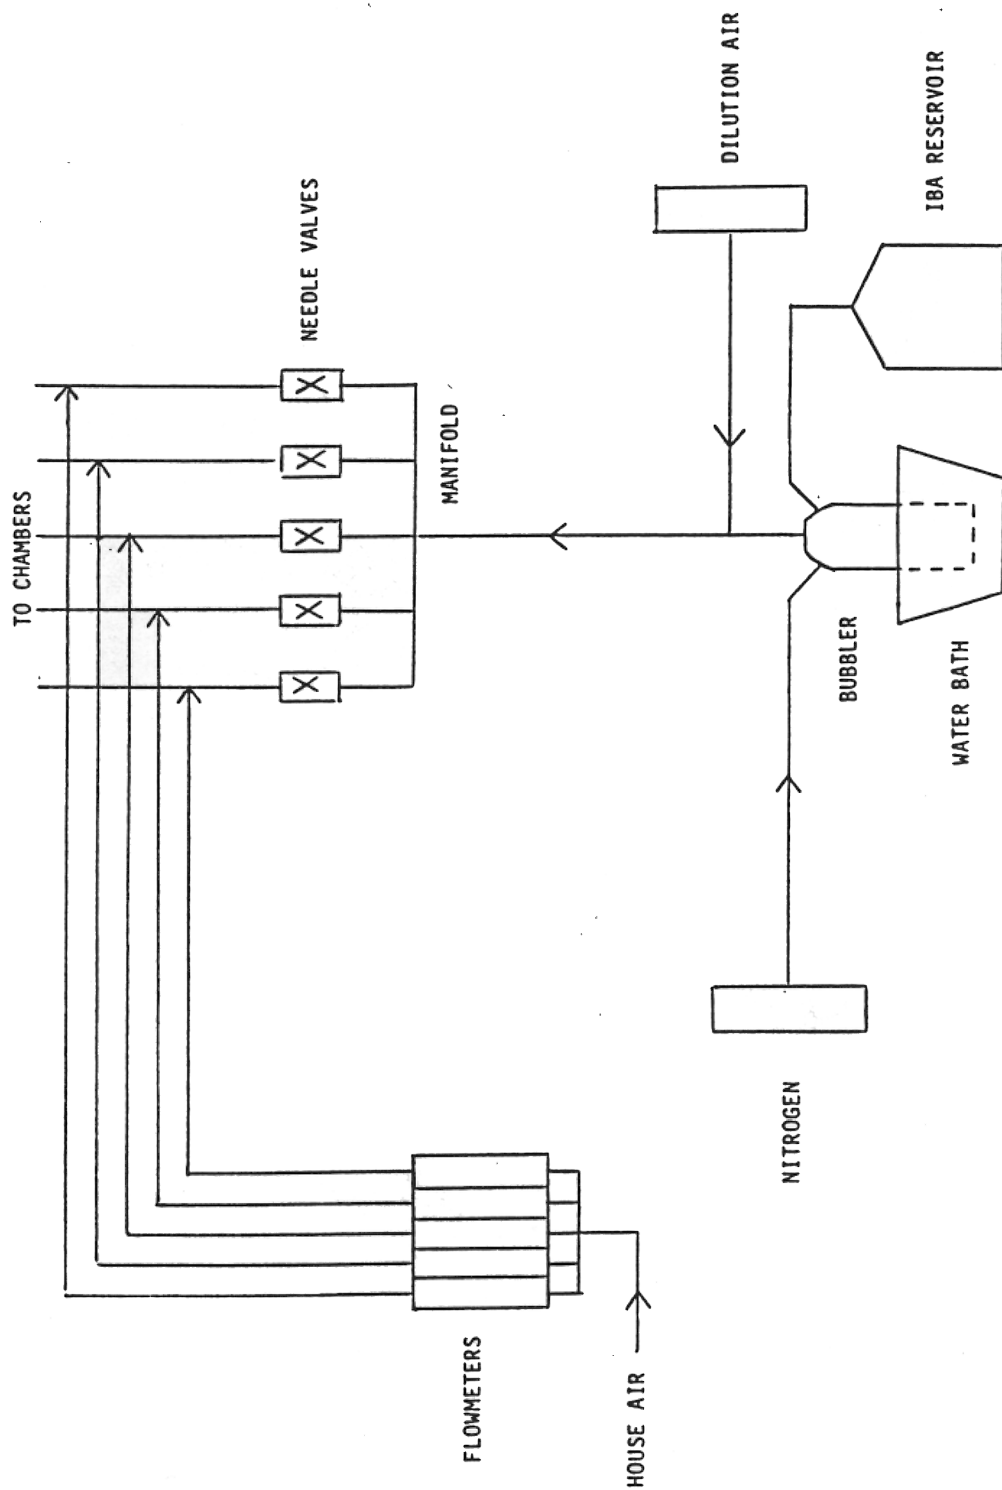 TO CHAMBERS
NEEDLE VALVES
MANIFOLD
DILUTION AIR
IBA RESERVOIR
BUBBLER
WATER BATH
NITROGEN
FLOWMETERS
HOUSE AIR